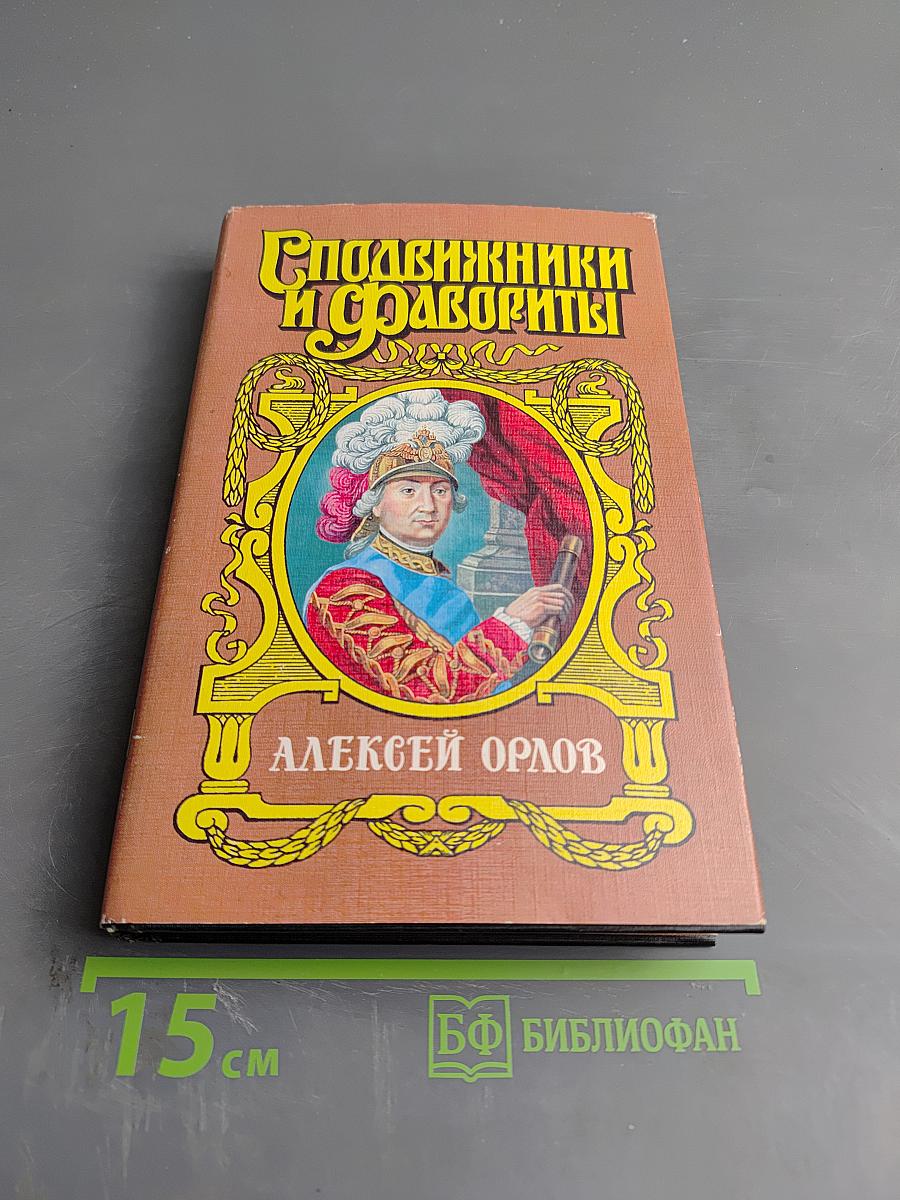 Сподвижники
и Фавориты
АЛЕКСЕЙ ОРЛОВ
15 см
БФ БИБЛИОФАН